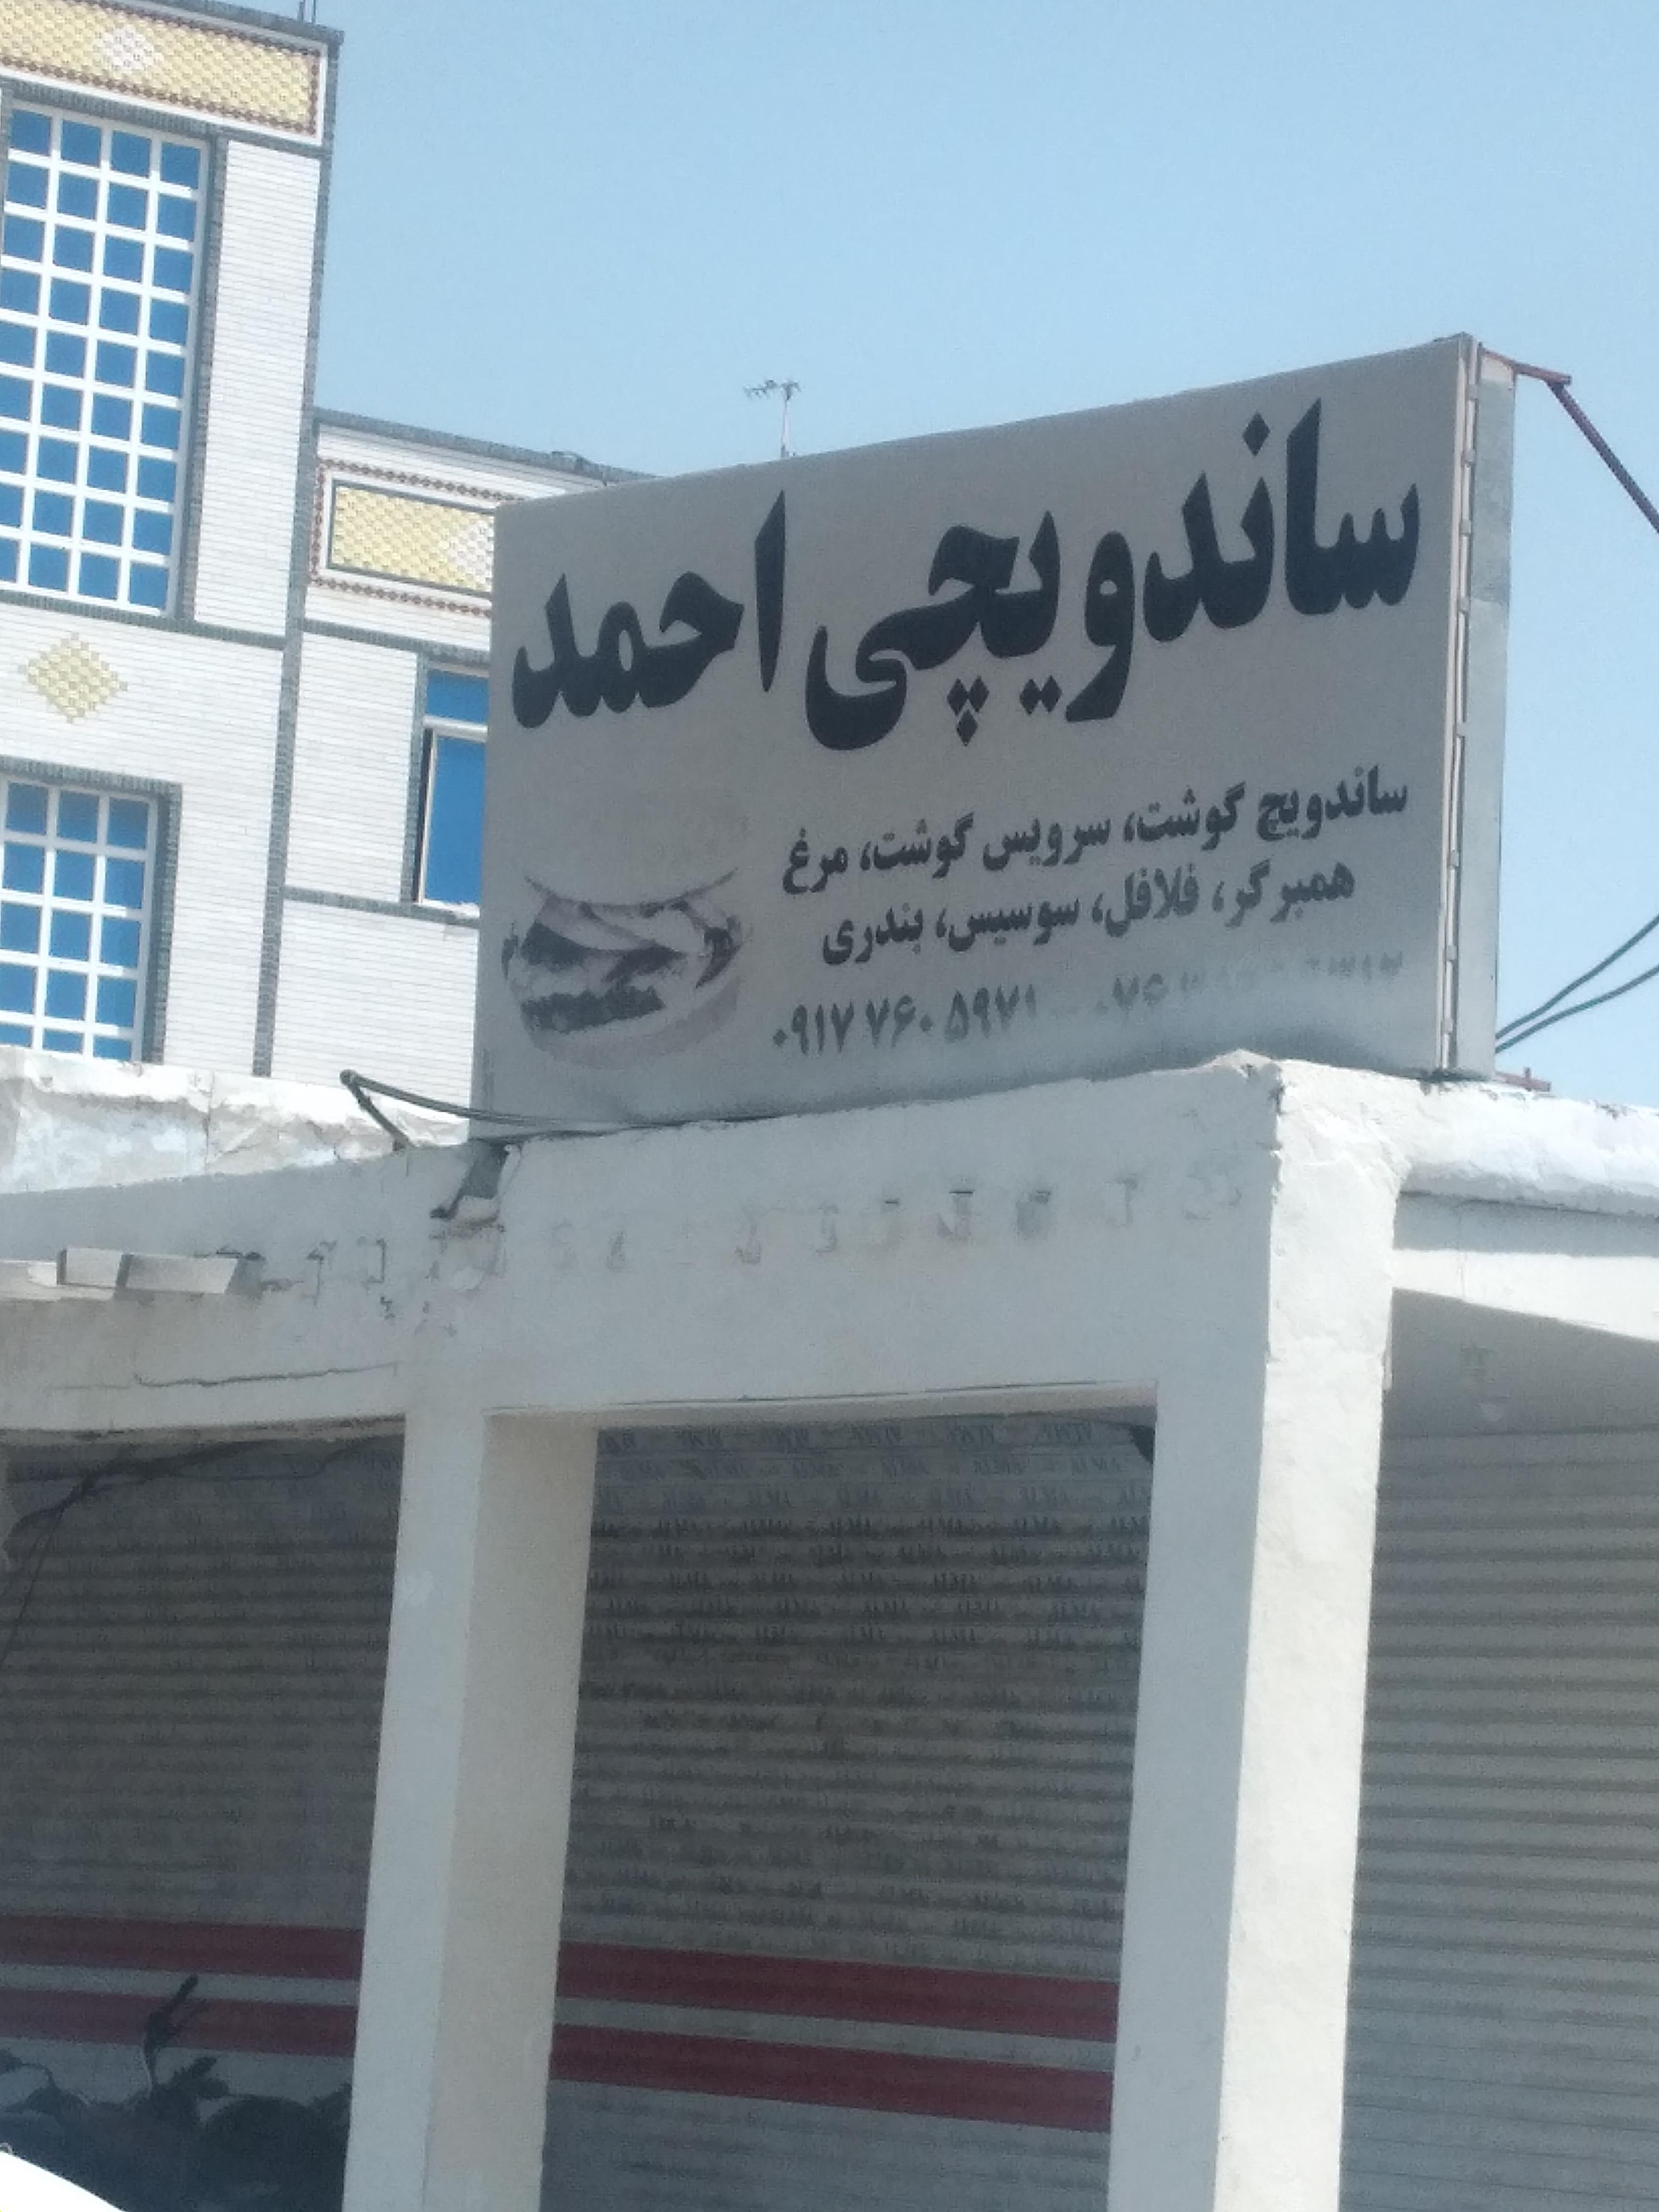 ساندویچی احمد
ساندویچ گوشت، سرویس گوشت، مرغ
همبرگر، فلافل، سوسیس، بندری
۰۹۱۷ ۷۶۰ ۵۹۷۱